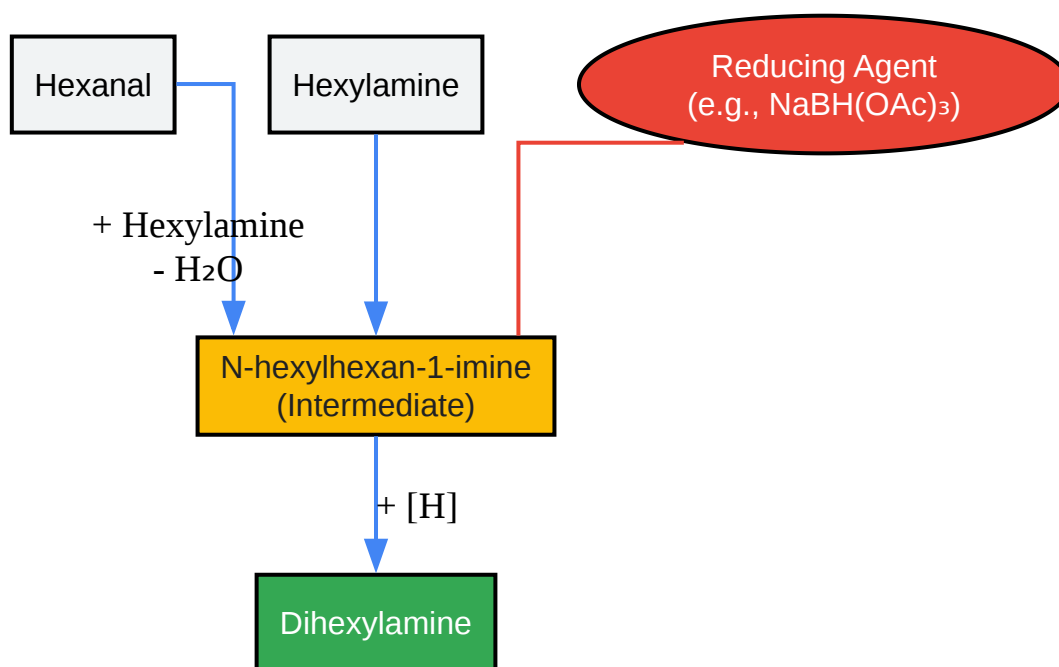 Hexanal
Hexylamine
Reducing Agent
(e.g., NaBH(OAc)₃)
+ Hexylamine
- H₂O
N-hexylhexan-1-imine
(Intermediate)
+ [H]
Dihexylamine